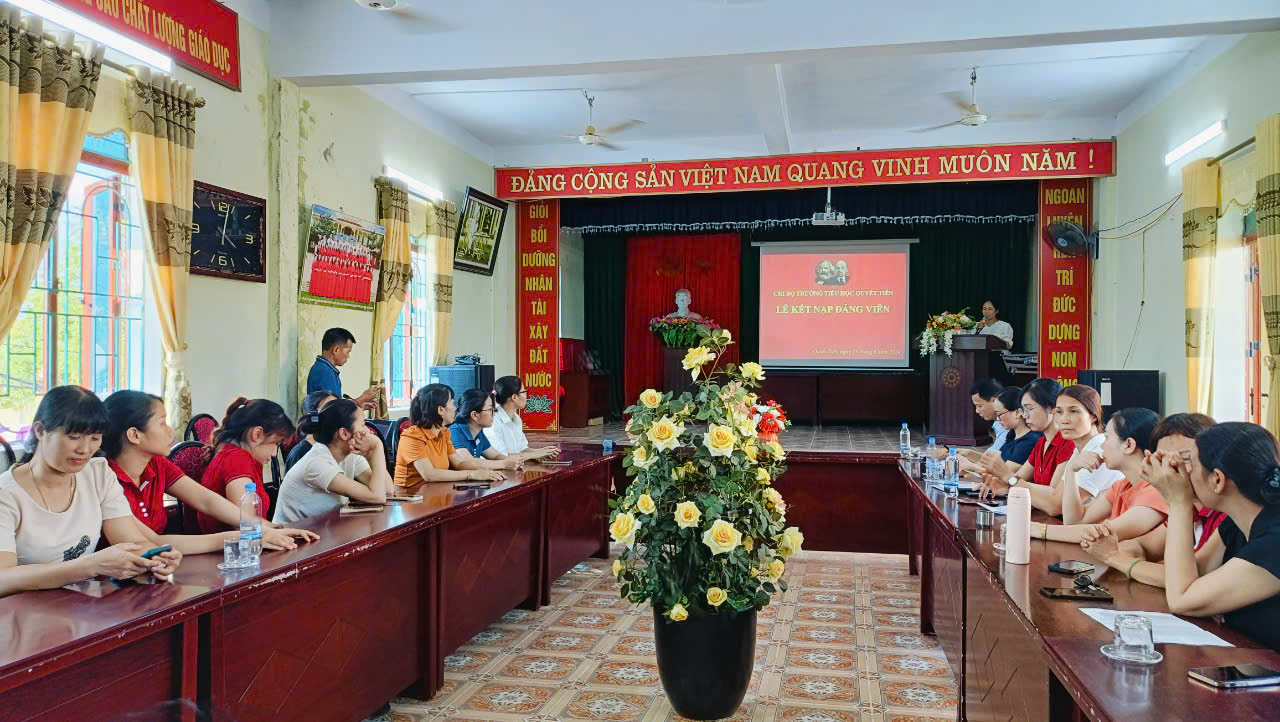 CAO CHẤT LƯỢNG GIÁO DỤC
ĐẢNG CỘNG SẢN VIỆT NAM QUANG VINH MUÔN NĂM !
GIỎI
BỒI
DƯỠNG
NHÂN
TÀI
XÂY
ĐẤT
NƯỚC
CHI BỘ TRƯỜNG TIỂU HỌC QUYẾT TIẾN
LỄ KẾT NẠP ĐẢNG VIÊN
NGOAN
LUYỆN
TRÍ
ĐỨC
DỰNG
NON